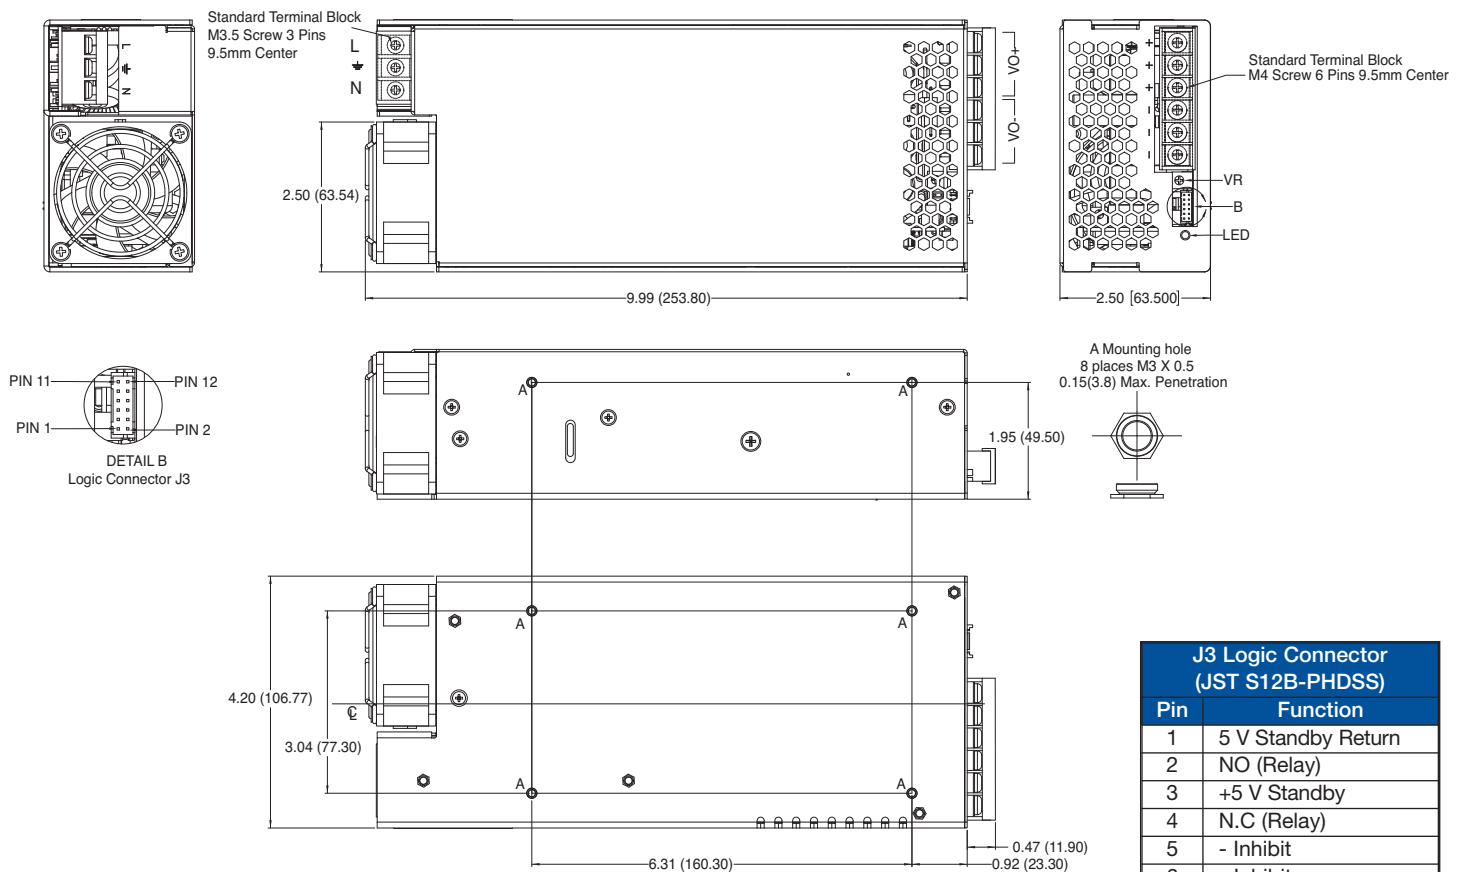 Standard Terminal Block
M3.5 Screw 3 Pins
9.5mm Center
L
N
L
N
VO+
VO-
2.50 (63.54)
9.99 (253.80)
+
+
+
-
-
-
Standard Terminal Block
M4 Screw 6 Pins 9.5mm Center
VR
B
LED
2.50 [63.500]
PIN 11
PIN 12
PIN 1
PIN 2
DETAIL B
Logic Connector J3
A
A
1.95 (49.50)
A Mounting hole
8 places M3 X 0.5
0.15(3.8) Max. Penetration
A
A
4.20 (106.77)
3.04 (77.30)
A
A
0.47 (11.90)
6.31 (160.30)
0.92 (23.30)
J3 Logic Connector
(JST S12B-PHDSS)
Pin Function
1 5 V Standby Return
2 NO (Relay)
3 +5 V Standby
4 N.C (Relay)
5 - Inhibit